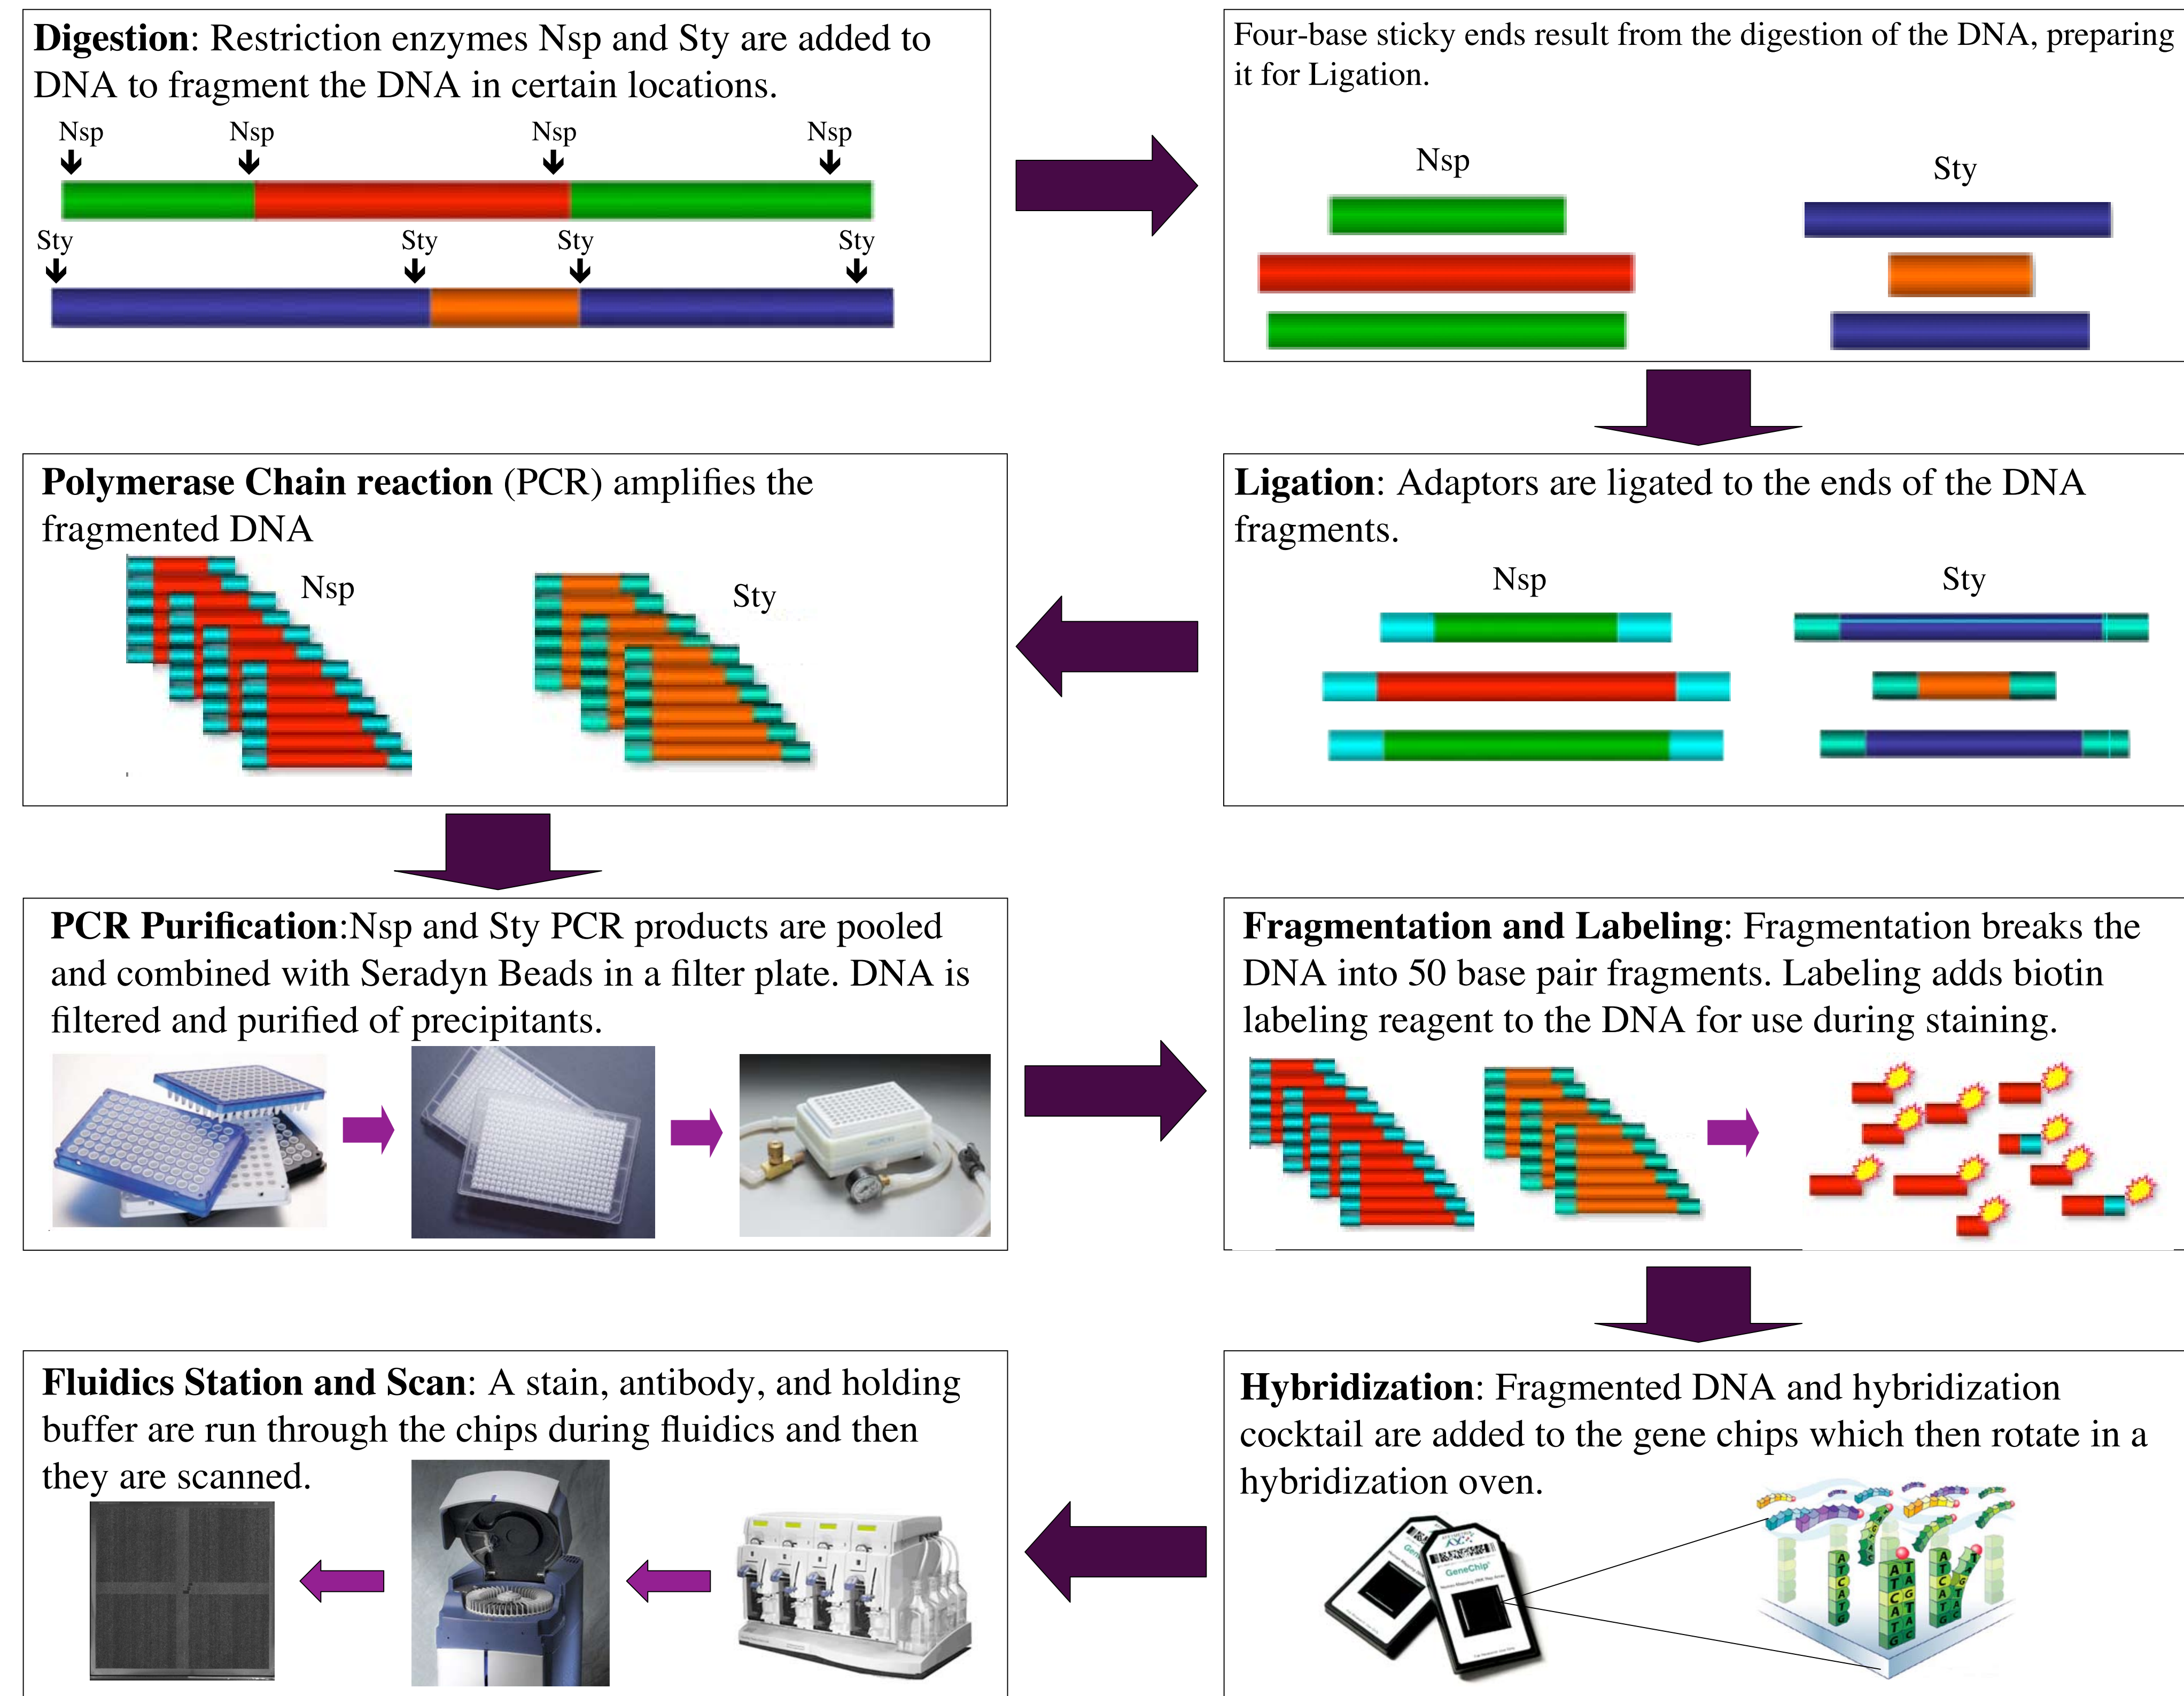 Digestion: Restriction enzymes Nsp and Sty are added to
DNA to fragment the DNA in certain locations.
Nsp Nsp Nsp Nsp
Sty Sty Sty Sty
Four-base sticky ends result from the digestion of the DNA, preparing
it for Ligation.
Nsp Sty
Ligation: Adaptors are ligated to the ends of the DNA
fragments.
Nsp Sty
Polymerase Chain reaction (PCR) amplifies the
fragmented DNA
Nsp Sty
PCR Purification:Nsp and Sty PCR products are pooled
and combined with Seradyn Beads in a filter plate. DNA is
filtered and purified of precipitants.
Fragmentation and Labeling: Fragmentation breaks the
DNA into 50 base pair fragments. Labeling adds biotin
labeling reagent to the DNA for use during staining.
Hybridization: Fragmented DNA and hybridization
cocktail are added to the gene chips which then rotate in a
hybridization oven.
GeneChip
A T C A T G
A T C A T G
T A G T A C
A T C A T G
Fluidics Station and Scan: A stain, antibody, and holding
buffer are run through the chips during fluidics and then
they are scanned.